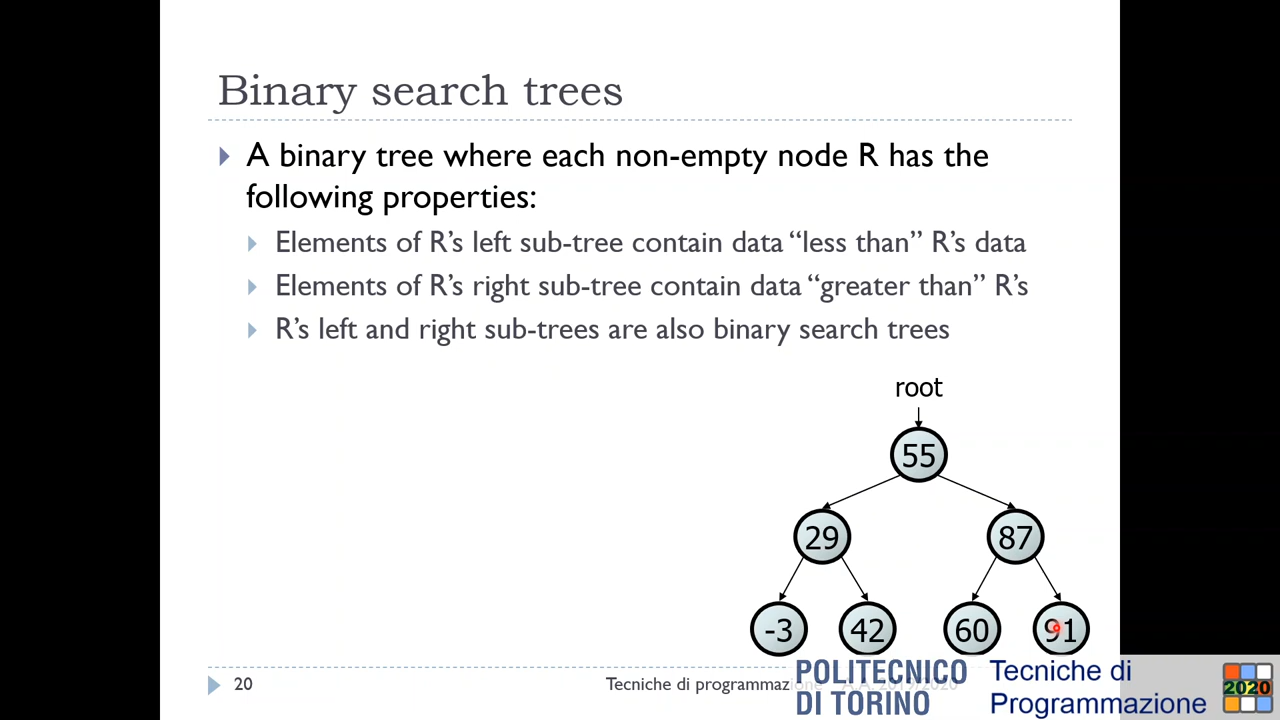 Binary search trees
A binary tree where each non-empty node R has the
following properties:
Elements of R’s left sub-tree contain data “less than” R’s data
Elements of R’s right sub-tree contain data “greater than” R’s
R’s left and right sub-trees are also binary search trees
root
55
29 87
-3 42 60 91
20 Tecniche di programmazione A.A. 2019/2020
POLITECNICO
DI TORINO
Tecniche di
Programmazione
2020